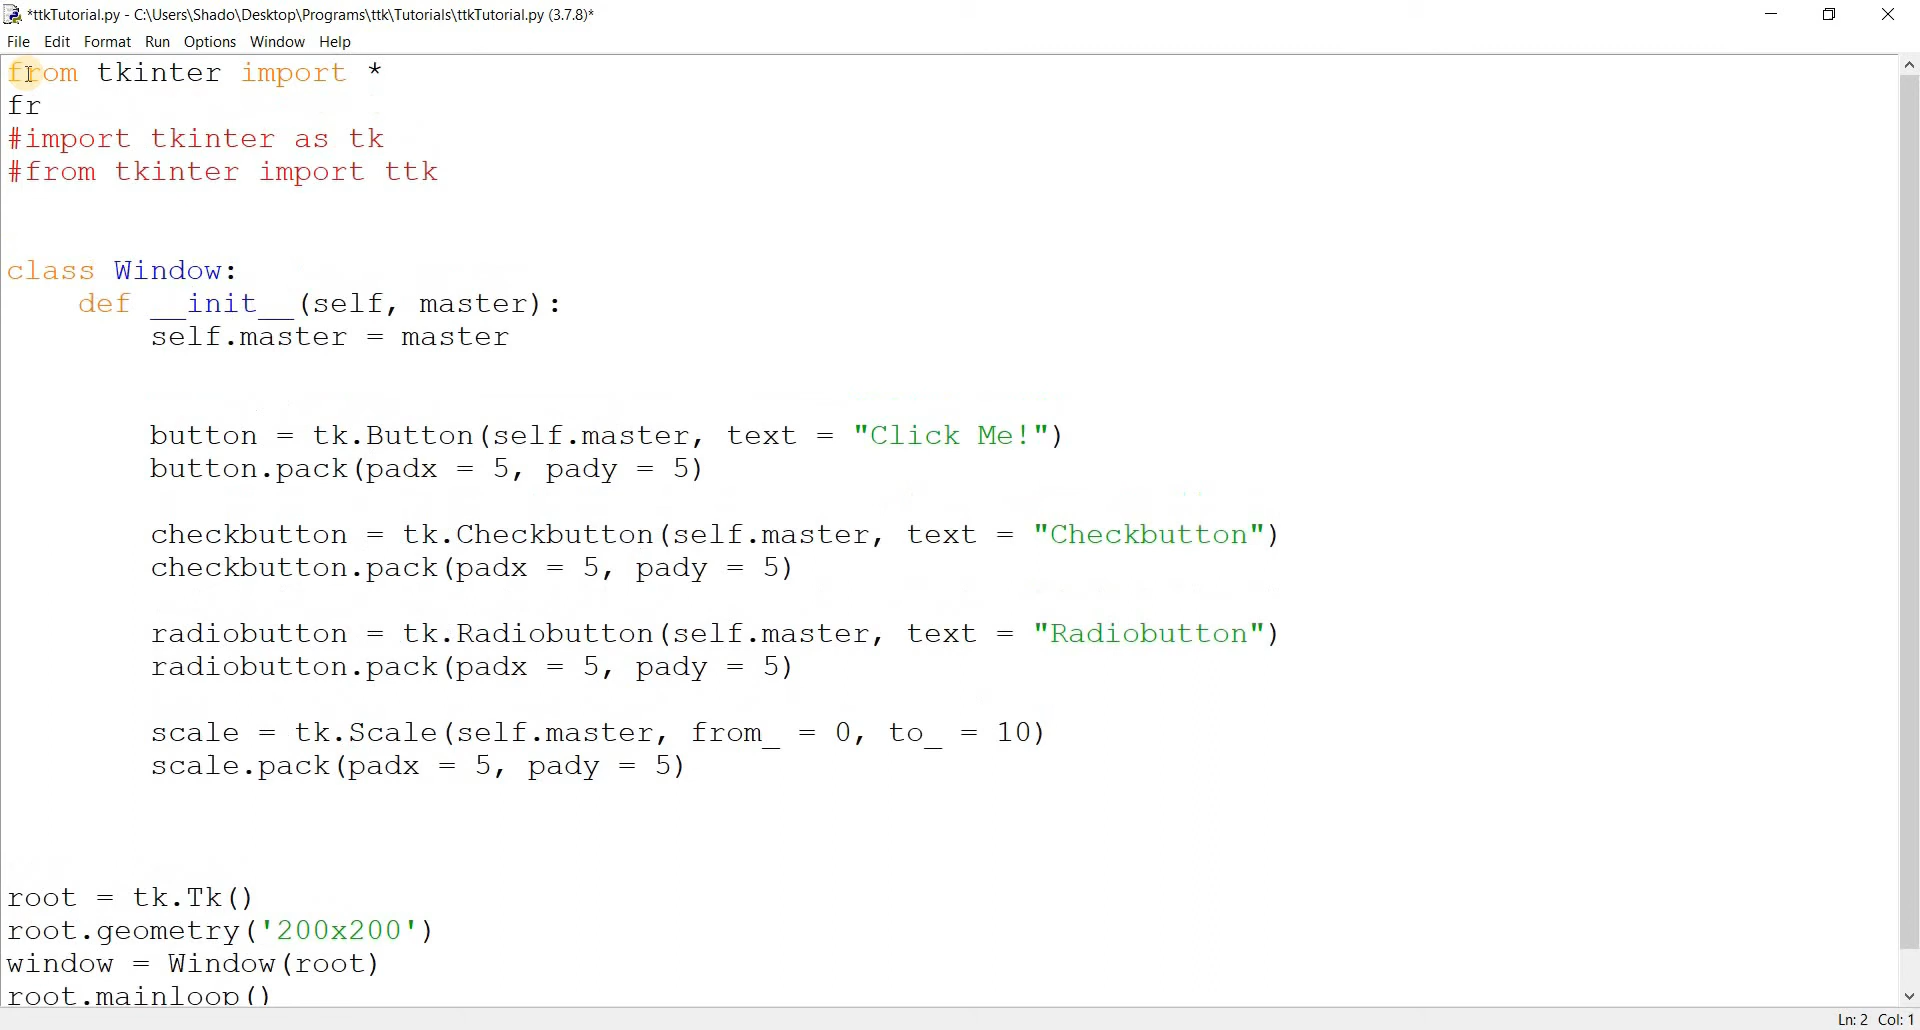 *ttkTutorial.py - C:\Users\Shado\Desktop\Programs\ttk\Tutorials\ttkTutorial.py (3.7.8)*
File Edit Format Run Options Window Help
from tkinter import *
fr
#import tkinter as tk
#from tkinter import ttk
class Window:
    def __init__(self, master):
        self.master = master
        button = tk.Button(self.master, text = "Click Me!")
        button.pack(padx = 5, pady = 5)
        checkbutton = tk.Checkbutton(self.master, text = "Checkbutton")
        checkbutton.pack(padx = 5, pady = 5)
        radiobutton = tk.Radiobutton(self.master, text = "Radiobutton")
        radiobutton.pack(padx = 5, pady = 5)
        scale = tk.Scale(self.master, from_ = 0, to_ = 10)
        scale.pack(padx = 5, pady = 5)
root = tk.Tk()
root.geometry('200x200')
window = Window(root)
root.mainloop()
Ln: 2 Col: 1